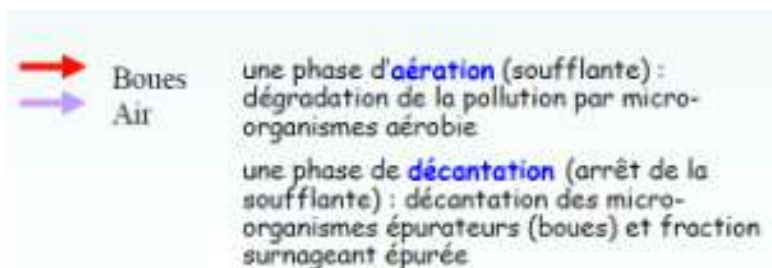 Boues
Air
une phase d'aération (soufflante) :
dégradation de la pollution par micro-
organismes aérobie
une phase de décantation (arrêt de la
soufflante) : décantation des micro-
organismes épurateurs (boues) et fraction
surnageant épurée